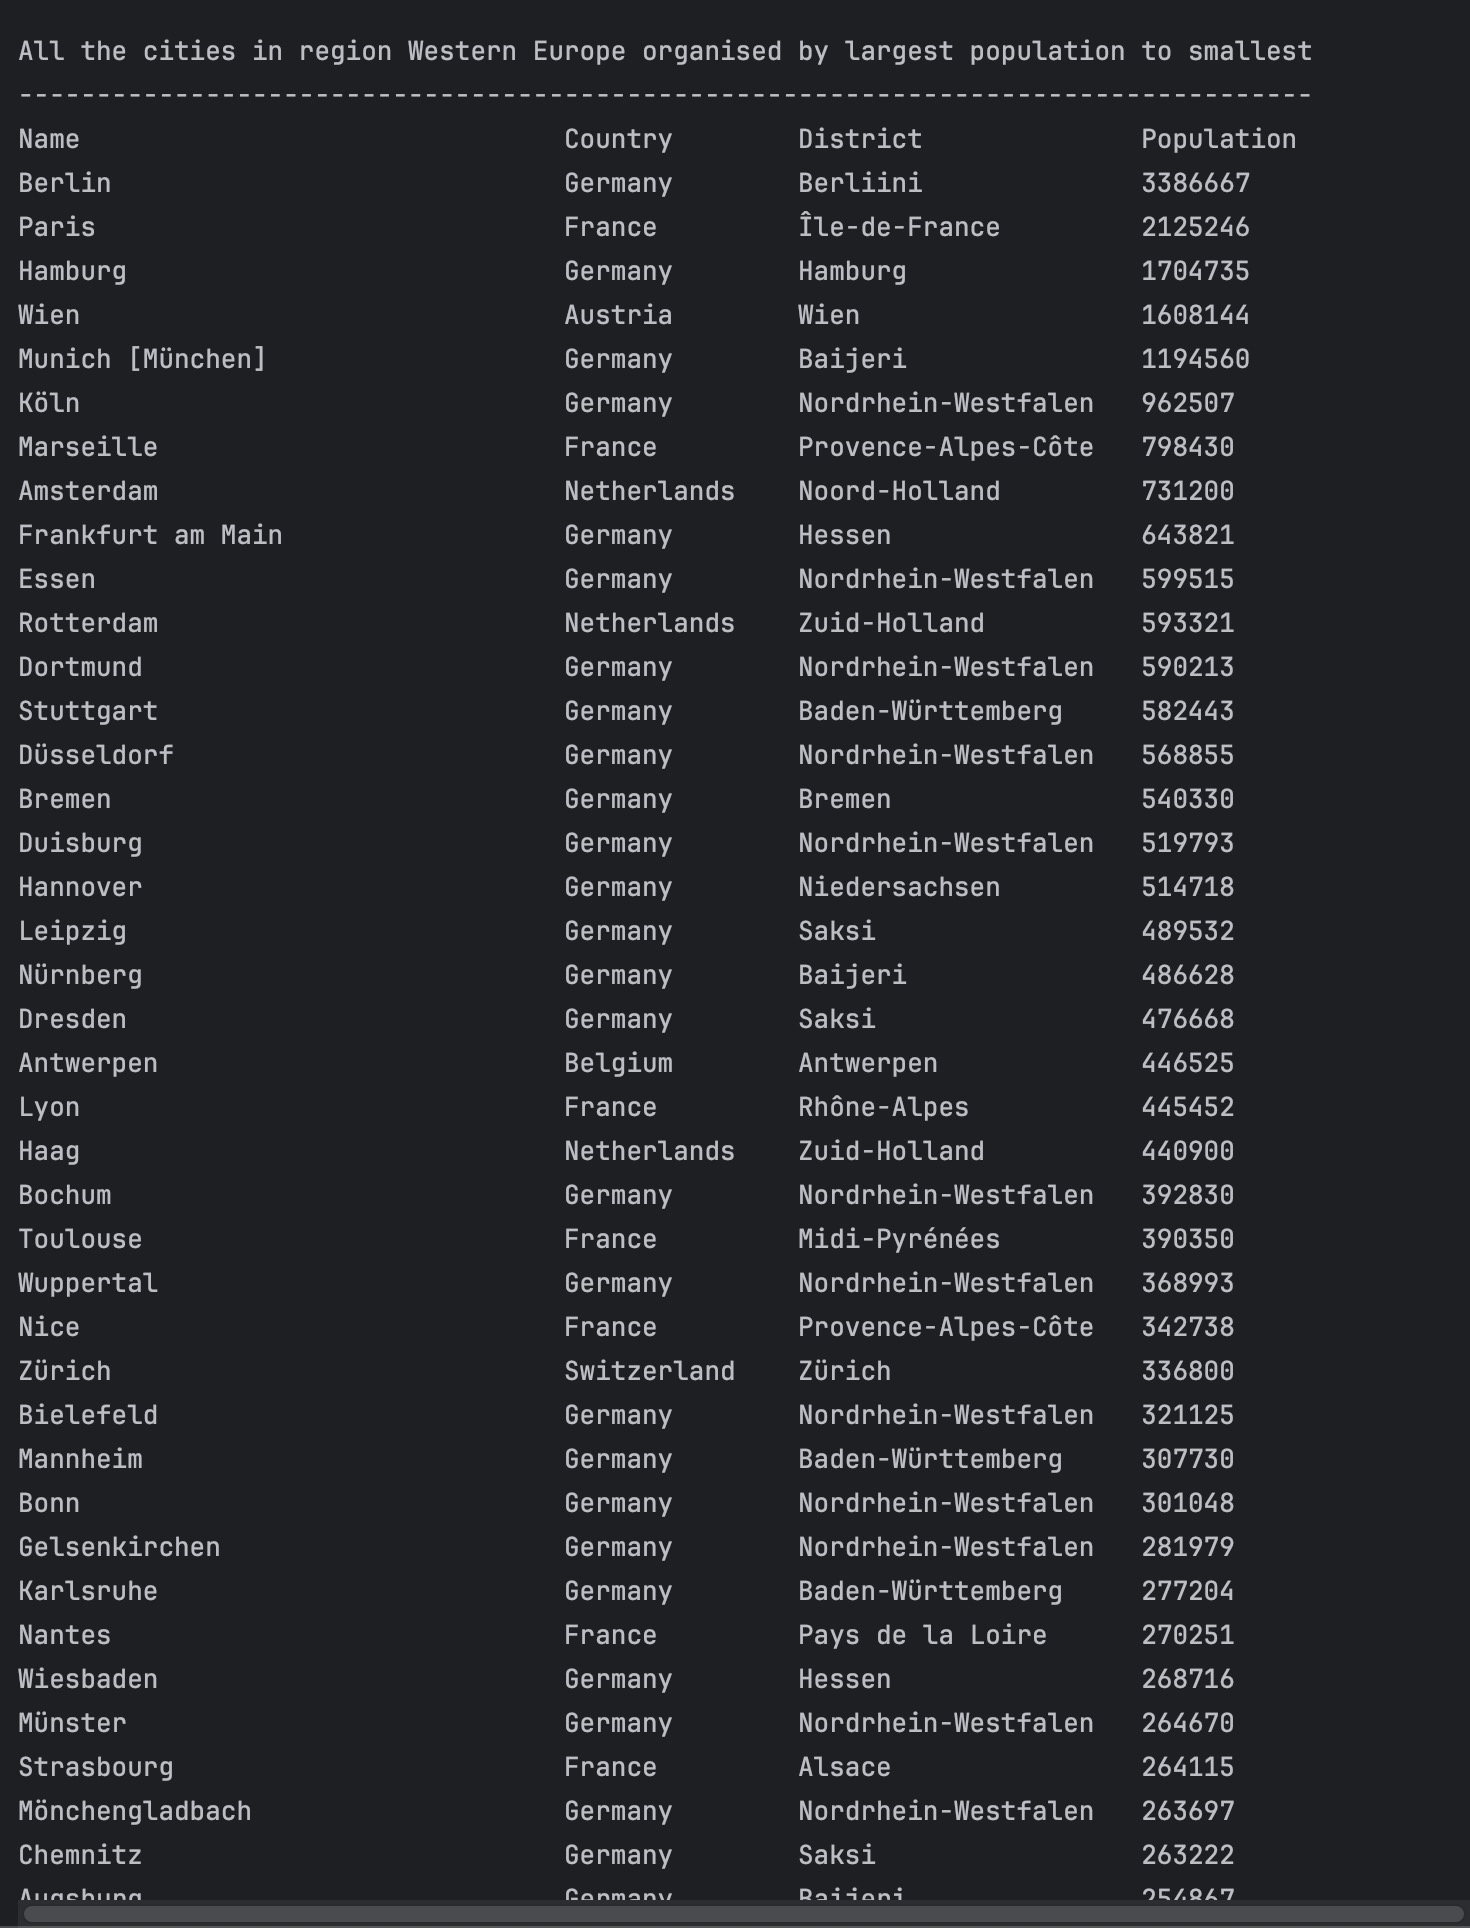 All the cities in region Western Europe organised by largest population to smallest
-----------------------------------------------------------------------------------
Name Country District Population
Berlin Germany Berliini 3386667
Paris France Île-de-France 2125246
Hamburg Germany Hamburg 1704735
Wien Austria Wien 1608144
Munich [München] Germany Baijeri 1194560
Köln Germany Nordrhein-Westfalen 962507
Marseille France Provence-Alpes-Côte 798430
Amsterdam Netherlands Noord-Holland 731200
Frankfurt am Main Germany Hessen 643821
Essen Germany Nordrhein-Westfalen 599515
Rotterdam Netherlands Zuid-Holland 593321
Dortmund Germany Nordrhein-Westfalen 590213
Stuttgart Germany Baden-Württemberg 582443
Düsseldorf Germany Nordrhein-Westfalen 568855
Bremen Germany Bremen 540330
Duisburg Germany Nordrhein-Westfalen 519793
Hannover Germany Niedersachsen 514718
Leipzig Germany Saksi 489532
Nürnberg Germany Baijeri 486628
Dresden Germany Saksi 476668
Antwerpen Belgium Antwerpen 446525
Lyon France Rhône-Alpes 445452
Haag Netherlands Zuid-Holland 440900
Bochum Germany Nordrhein-Westfalen 392830
Toulouse France Midi-Pyrénées 390350
Wuppertal Germany Nordrhein-Westfalen 368993
Nice France Provence-Alpes-Côte 342738
Zürich Switzerland Zürich 336800
Bielefeld Germany Nordrhein-Westfalen 321125
Mannheim Germany Baden-Württemberg 307730
Bonn Germany Nordrhein-Westfalen 301048
Gelsenkirchen Germany Nordrhein-Westfalen 281979
Karlsruhe Germany Baden-Württemberg 277204
Nantes France Pays de la Loire 270251
Wiesbaden Germany Hessen 268716
Münster Germany Nordrhein-Westfalen 264670
Strasbourg France Alsace 264115
Mönchengladbach Germany Nordrhein-Westfalen 263697
Chemnitz Germany Saksi 263222
Augsburg Germany Baijeri 254867